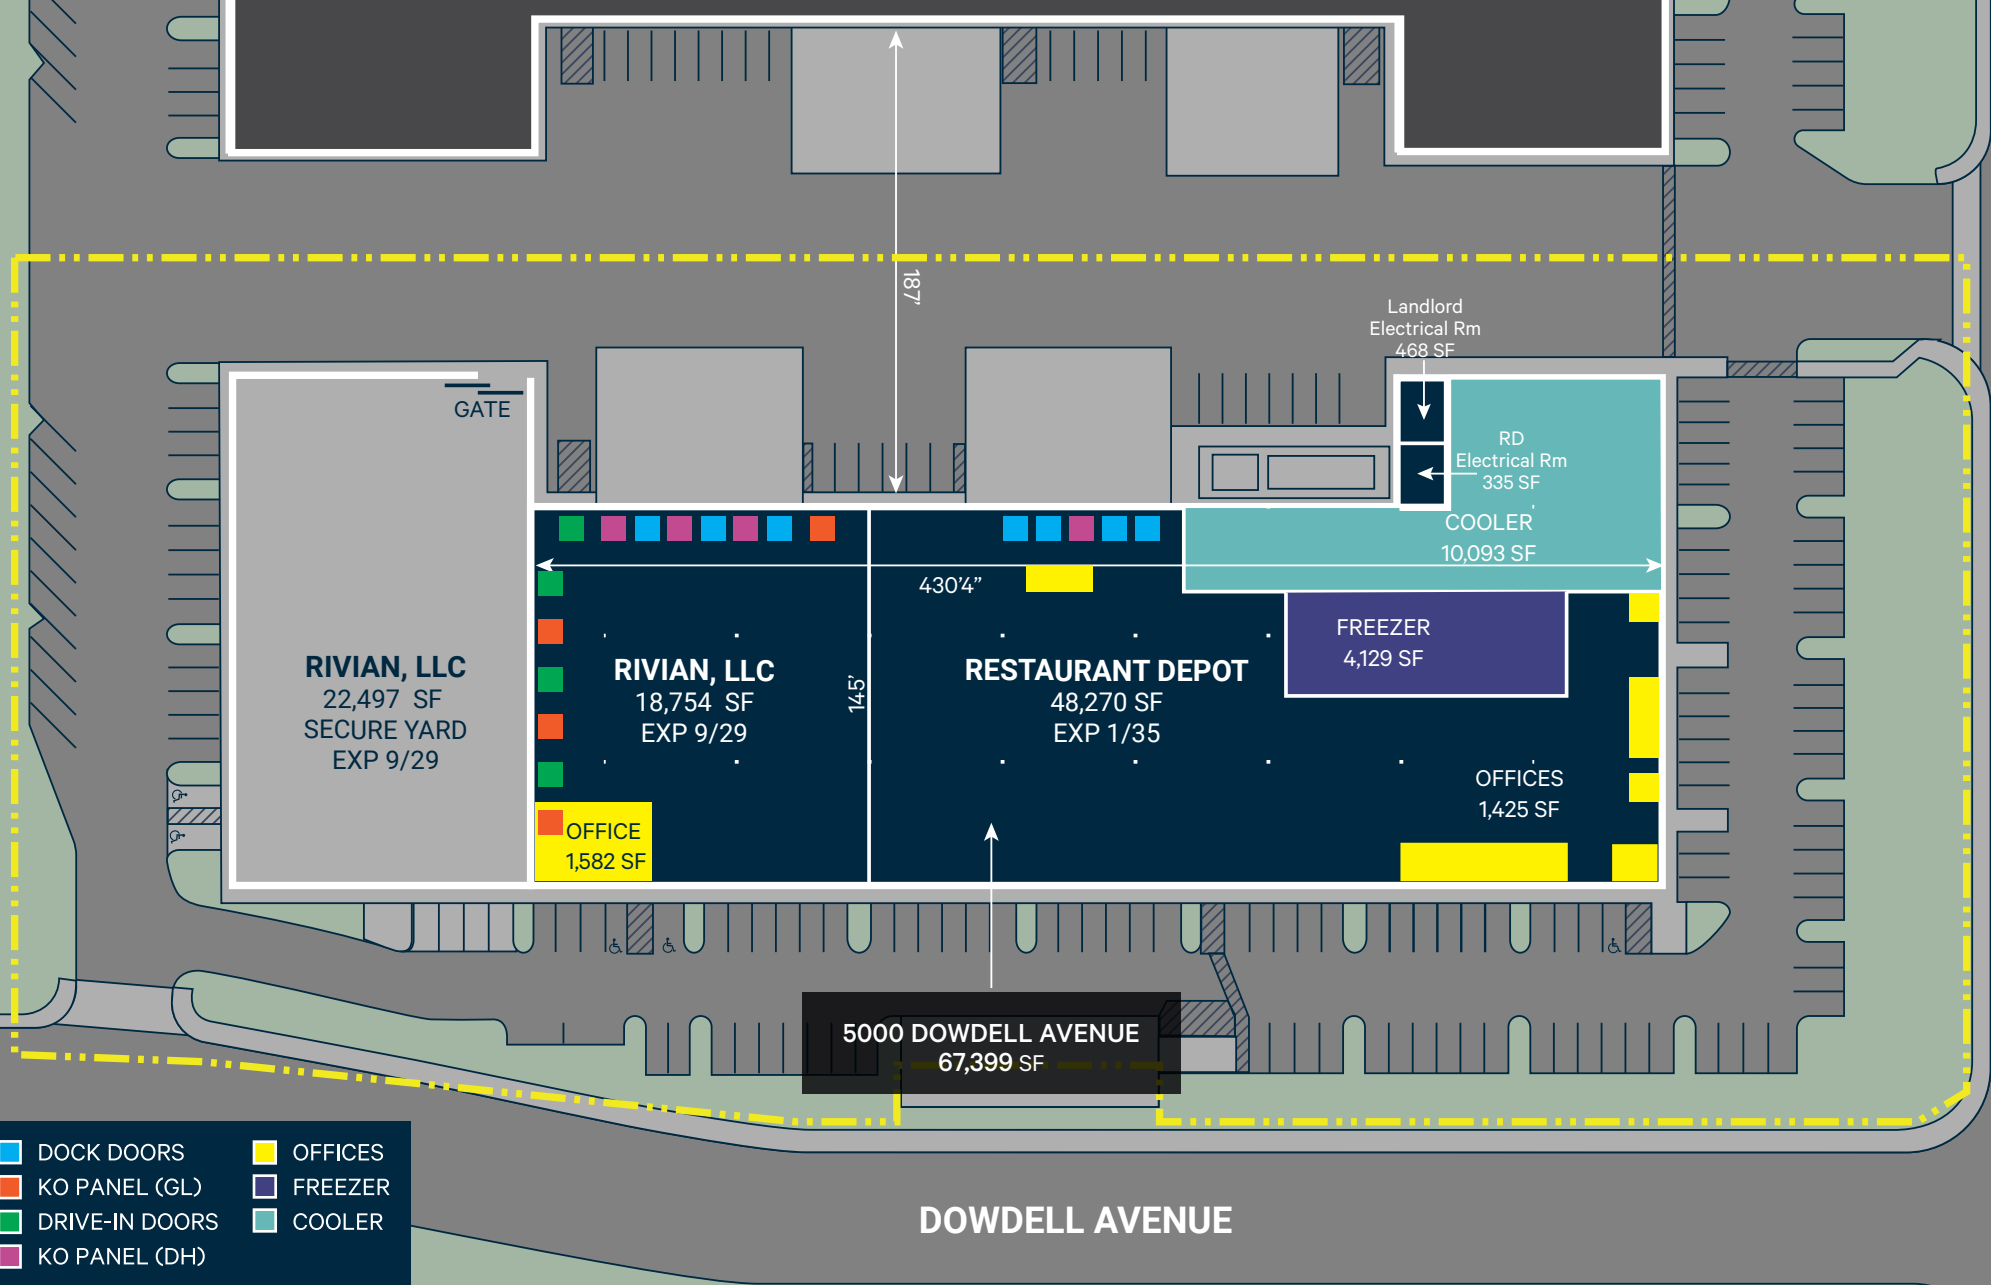 187'
Landlord
Electrical Rm
468 SF
GATE
RD
Electrical Rm
335 SF
COOLER
10,093 SF
430'4"
FREEZER
4,129 SF
RIVIAN, LLC
22,497 SF
SECURE YARD
EXP 9/29
RIVIAN, LLC
18,754 SF
EXP 9/29
145'
RESTAURANT DEPOT
48,270 SF
EXP 1/35
OFFICES
1,425 SF
OFFICE
1,582 SF
5000 DOWDELL AVENUE
67,399 SF
DOCK DOORS
KO PANEL (GL)
DRIVE-IN DOORS
KO PANEL (DH)
OFFICES
FREEZER
COOLER
DOWDELL AVENUE